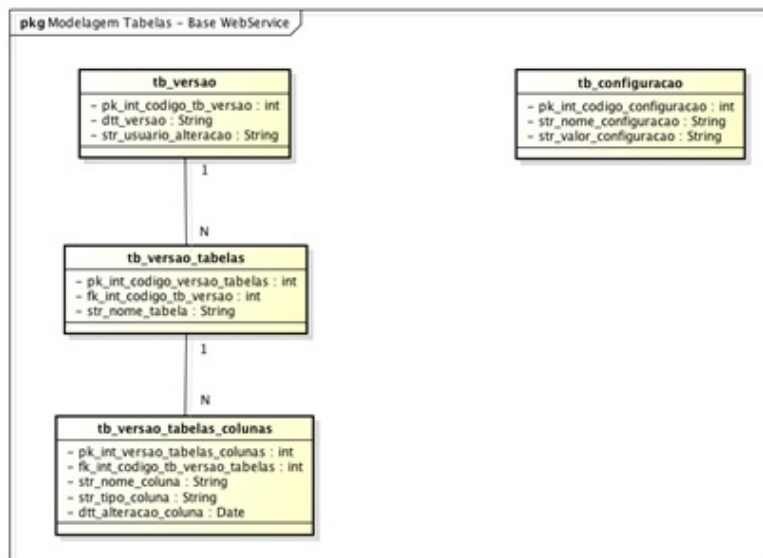 pkg Modelagem Tabelas – Base WebService
tb_versao
– pk_int_codigo_tb_versao : int
– dtt_versao : String
– str_usuario_alteracao : String
1
N
tb_versao_tabelas
– pk_int_codigo_versao_tabelas : int
– fk_int_codigo_tb_versao : int
– str_nome_tabela : String
1
N
tb_versao_tabelas_colunas
– pk_int_versao_tabelas_colunas : int
– fk_int_codigo_tb_versao_tabelas : int
– str_nome_coluna : String
– str_tipo_coluna : String
– dtt_alteracao_coluna : Date
tb_configuracao
– pk_int_codigo_configuracao : int
– str_nome_configuracao : String
– str_valor_configuracao : String